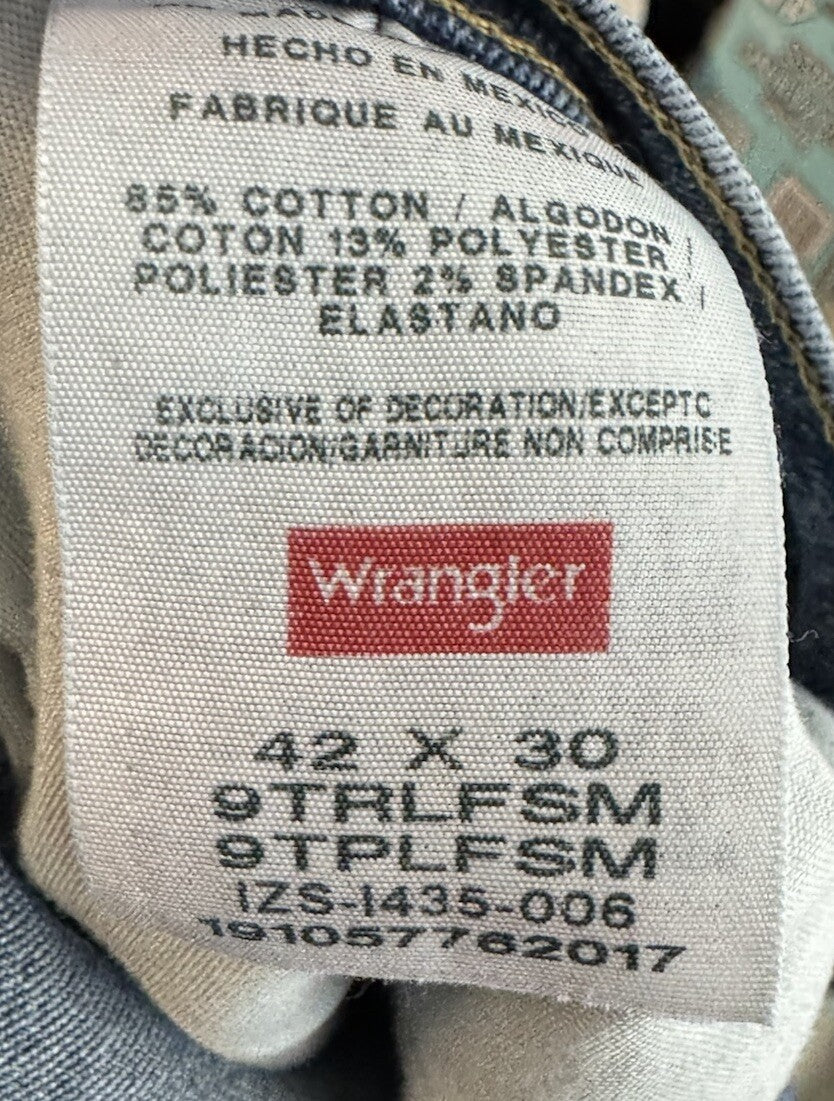 HECHO EN MEXICO
FABRIQUE AU MEXIQUE
85% COTTON / ALGODON
COTON 13% POLYESTER /
POLIESTER 2% SPANDEX /
ELASTANO
EXCLUSIVE OF DECORATION/EXCEPTO
DECORACION/GARNITURE NON COMPRISE
Wrangler
42 X 30
9TRLFSM
9TPLFSM
IZS-I435-006
191057762017